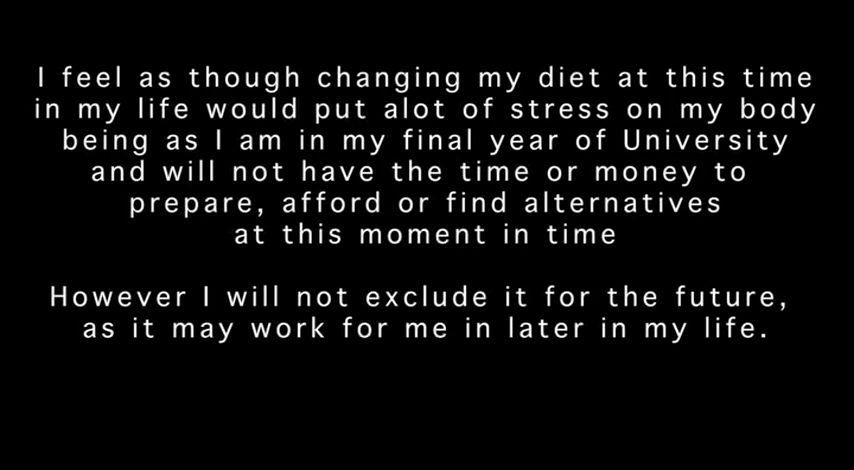 I feel as though changing my diet at this time
in my life would put alot of stress on my body
being as I am in my final year of University
and will not have the time or money to
prepare, afford or find alternatives
at this moment in time
However I will not exclude it for the future,
as it may work for me in later in my life.